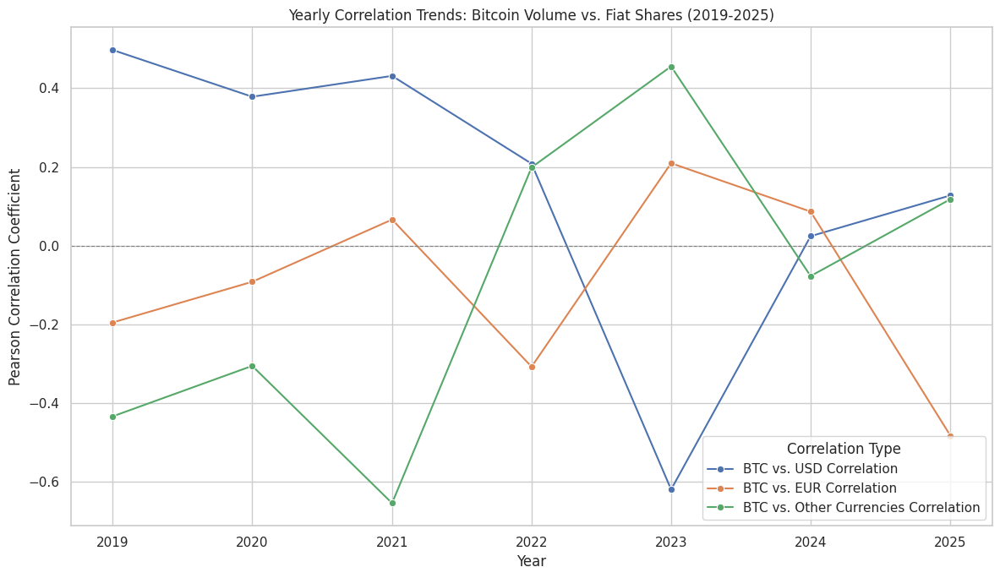 Yearly Correlation Trends: Bitcoin Volume vs. Fiat Shares (2019-2025)
Pearson Correlation Coefficient
0.4
0.2
0.0
−0.2
−0.4
−0.6
Correlation Type
BTC vs. USD Correlation
BTC vs. EUR Correlation
BTC vs. Other Currencies Correlation
2019 2020 2021 2022 2023 2024 2025
Year